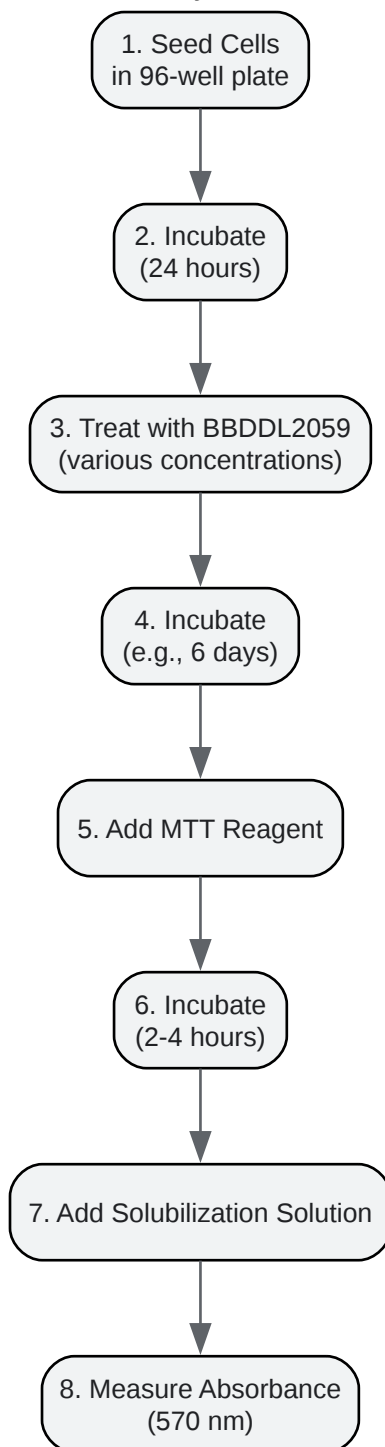 1. Seed Cells
in 96-well plate
2. Incubate
(24 hours)
3. Treat with BBDDL2059
(various concentrations)
4. Incubate
(e.g., 6 days)
5. Add MTT Reagent
6. Incubate
(2-4 hours)
7. Add Solubilization Solution
8. Measure Absorbance
(570 nm)